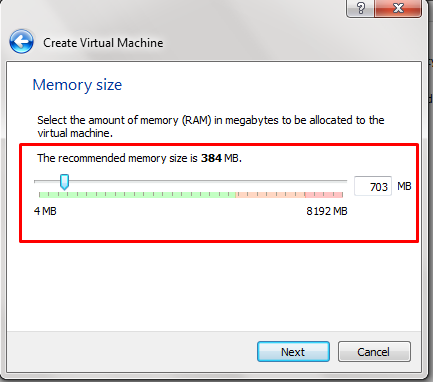 ?
Create Virtual Machine
Memory size
Select the amount of memory (RAM) in megabytes to be allocated to the
virtual machine.
The recommended memory size is 384 MB.
703 MB
4 MB 8192 MB
Next Cancel